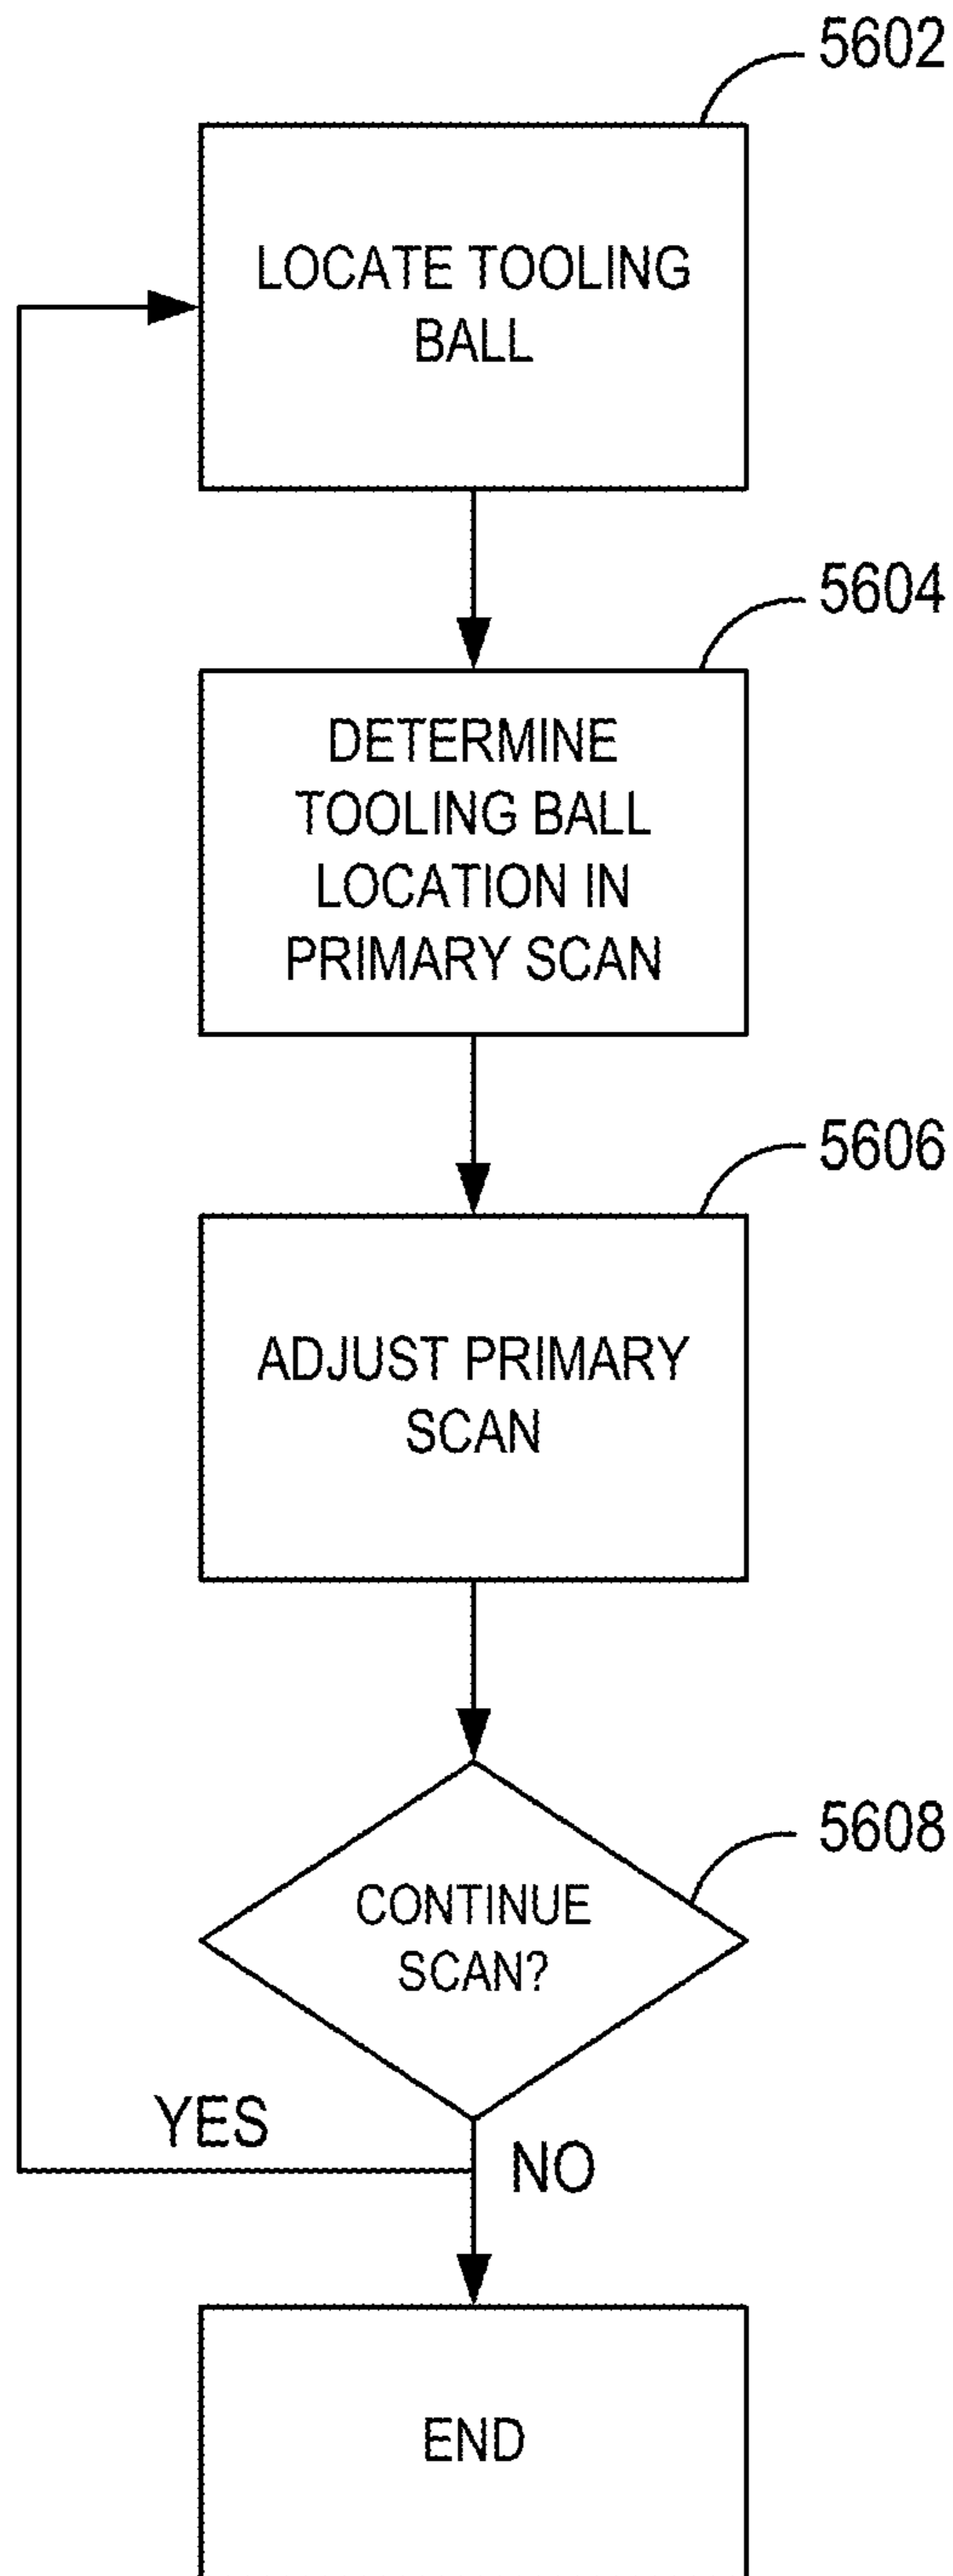 5602
LOCATE TOOLING
BALL
5604
DETERMINE
TOOLING BALL
LOCATION IN
PRIMARY SCAN
5606
ADJUST PRIMARY
SCAN
5608
CONTINUE
SCAN?
YES
NO
END